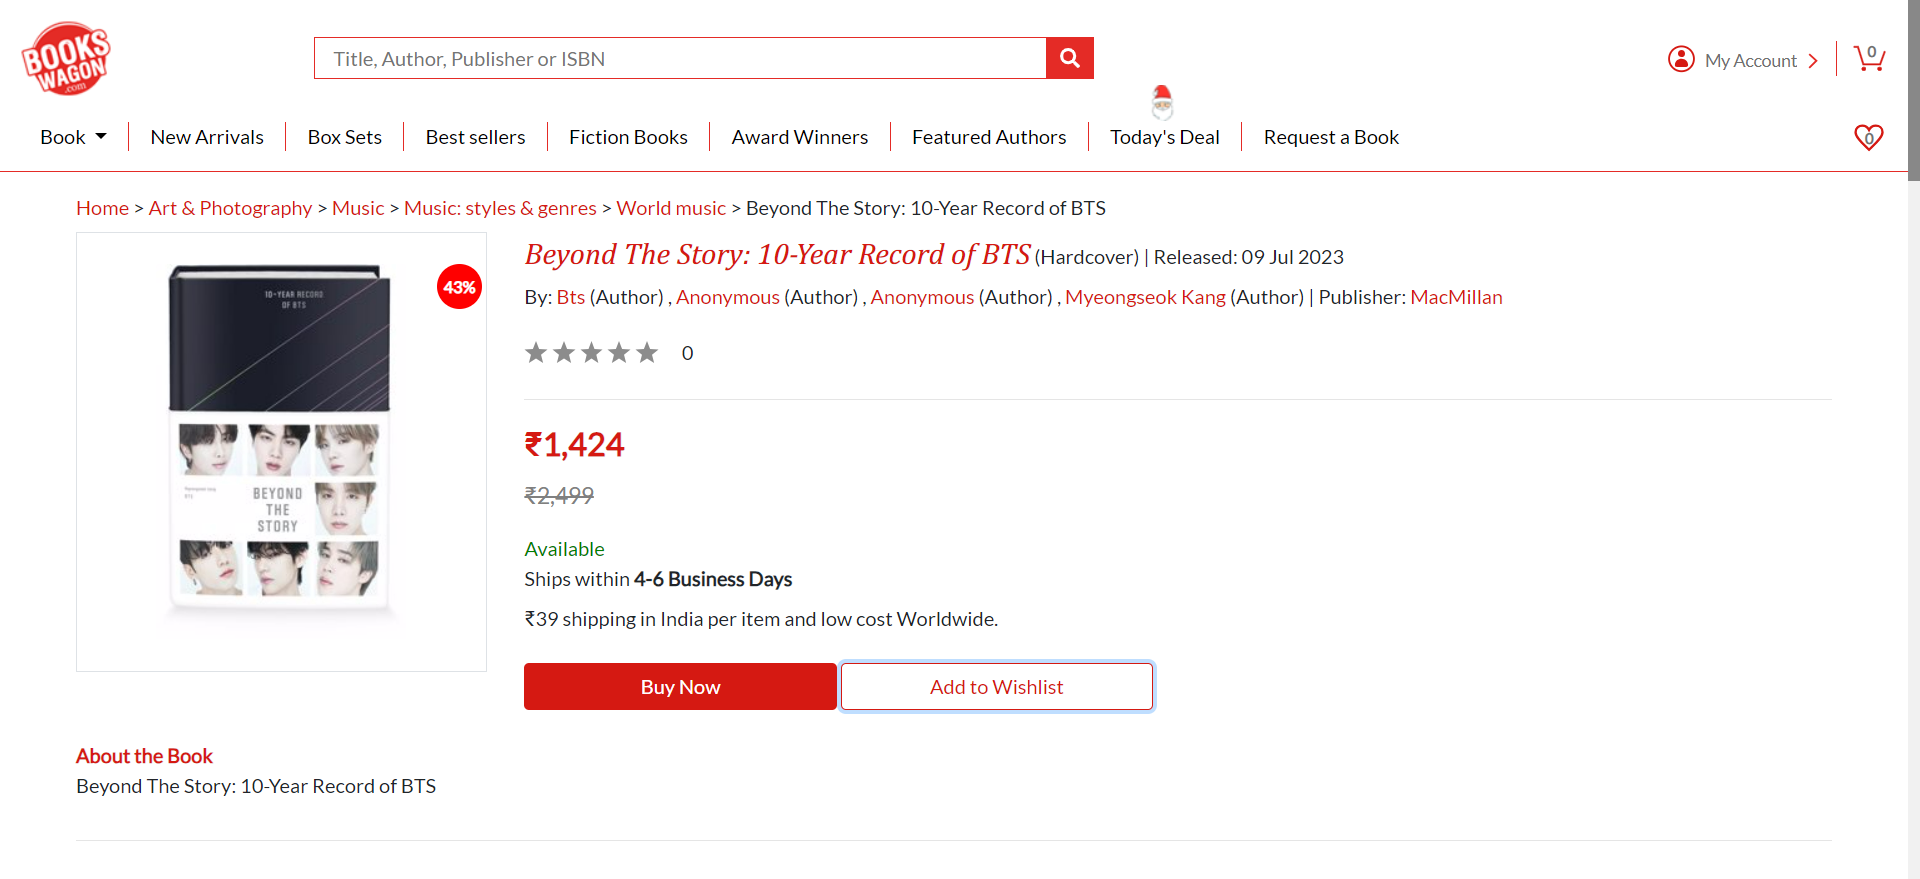 BOOKS
WAGON
.com
Title, Author, Publisher or ISBN
My Account
0
Book
New Arrivals
Box Sets
Best sellers
Fiction Books
Award Winners
Featured Authors
Today's Deal
Request a Book
0
Home > Art & Photography > Music > Music: styles & genres > World music > Beyond The Story: 10-Year Record of BTS
43%
10-YEAR RECORD
OF BTS
BEYOND
THE
STORY
Beyond The Story: 10-Year Record of BTS (Hardcover) | Released: 09 Jul 2023
By: Bts (Author) , Anonymous (Author) , Anonymous (Author) , Myeongseok Kang (Author) | Publisher: MacMillan
0
₹1,424
₹2,499
Available
Ships within 4-6 Business Days
₹39 shipping in India per item and low cost Worldwide.
Buy Now
Add to Wishlist
About the Book
Beyond The Story: 10-Year Record of BTS